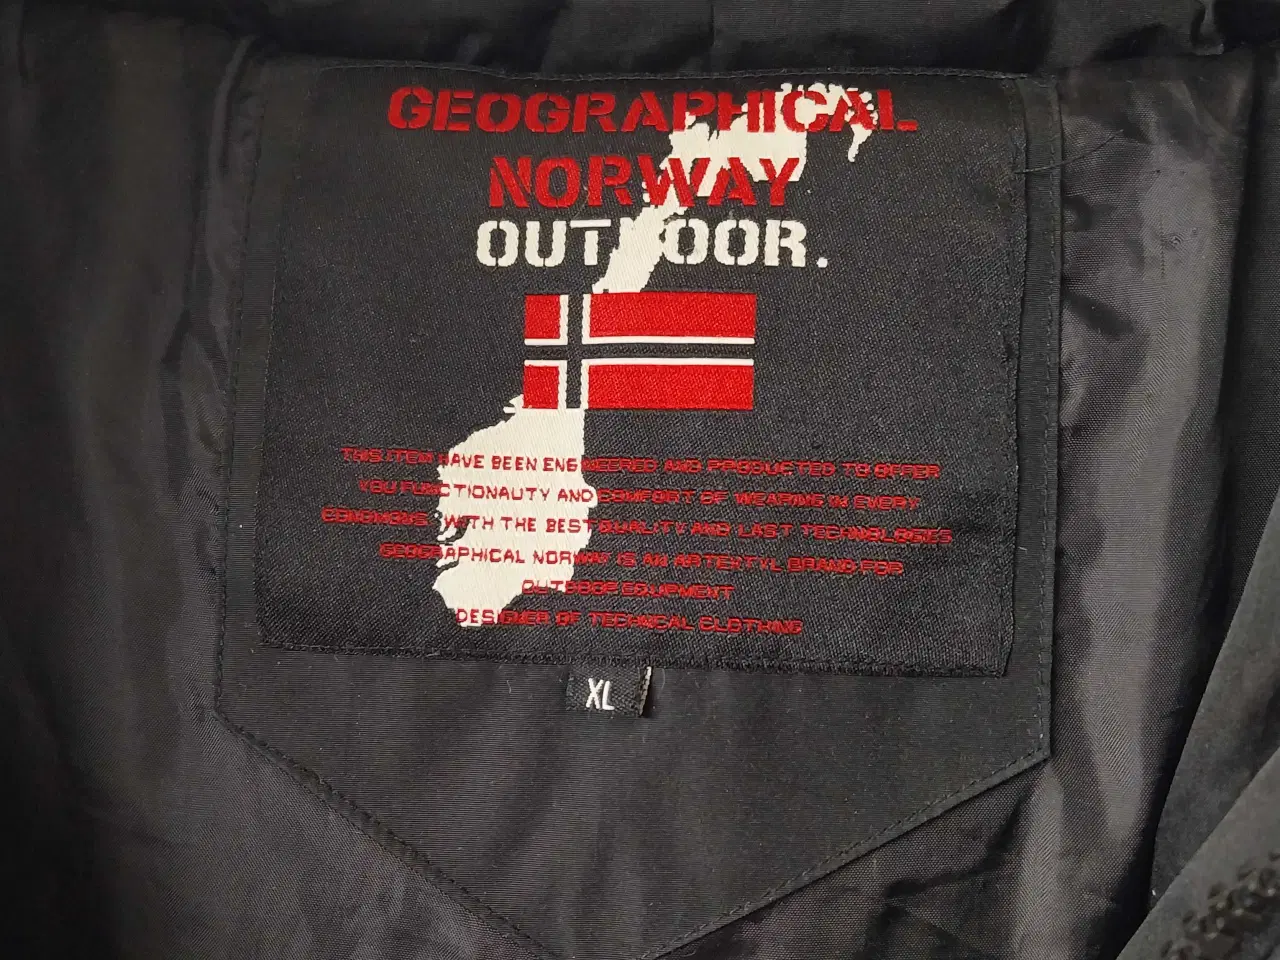 GEOGRAPHICAL
NORWAY
OUTDOOR.
THIS ITEM HAVE BEEN ENGINEERED AND PRODUCTED TO OFFER
YOU FUNCTIONAUTY AND COMFORT OF WEARING IN EVERY
WITH THE BEST QUALITY AND LAST TECHNOLOGIES
GEOGRAPHICAL NORWAY IS AN BRAND FOR
OUTDOOR EQUIPMENT
DESIGNER OF TECHNICAL CLOTHING
XL